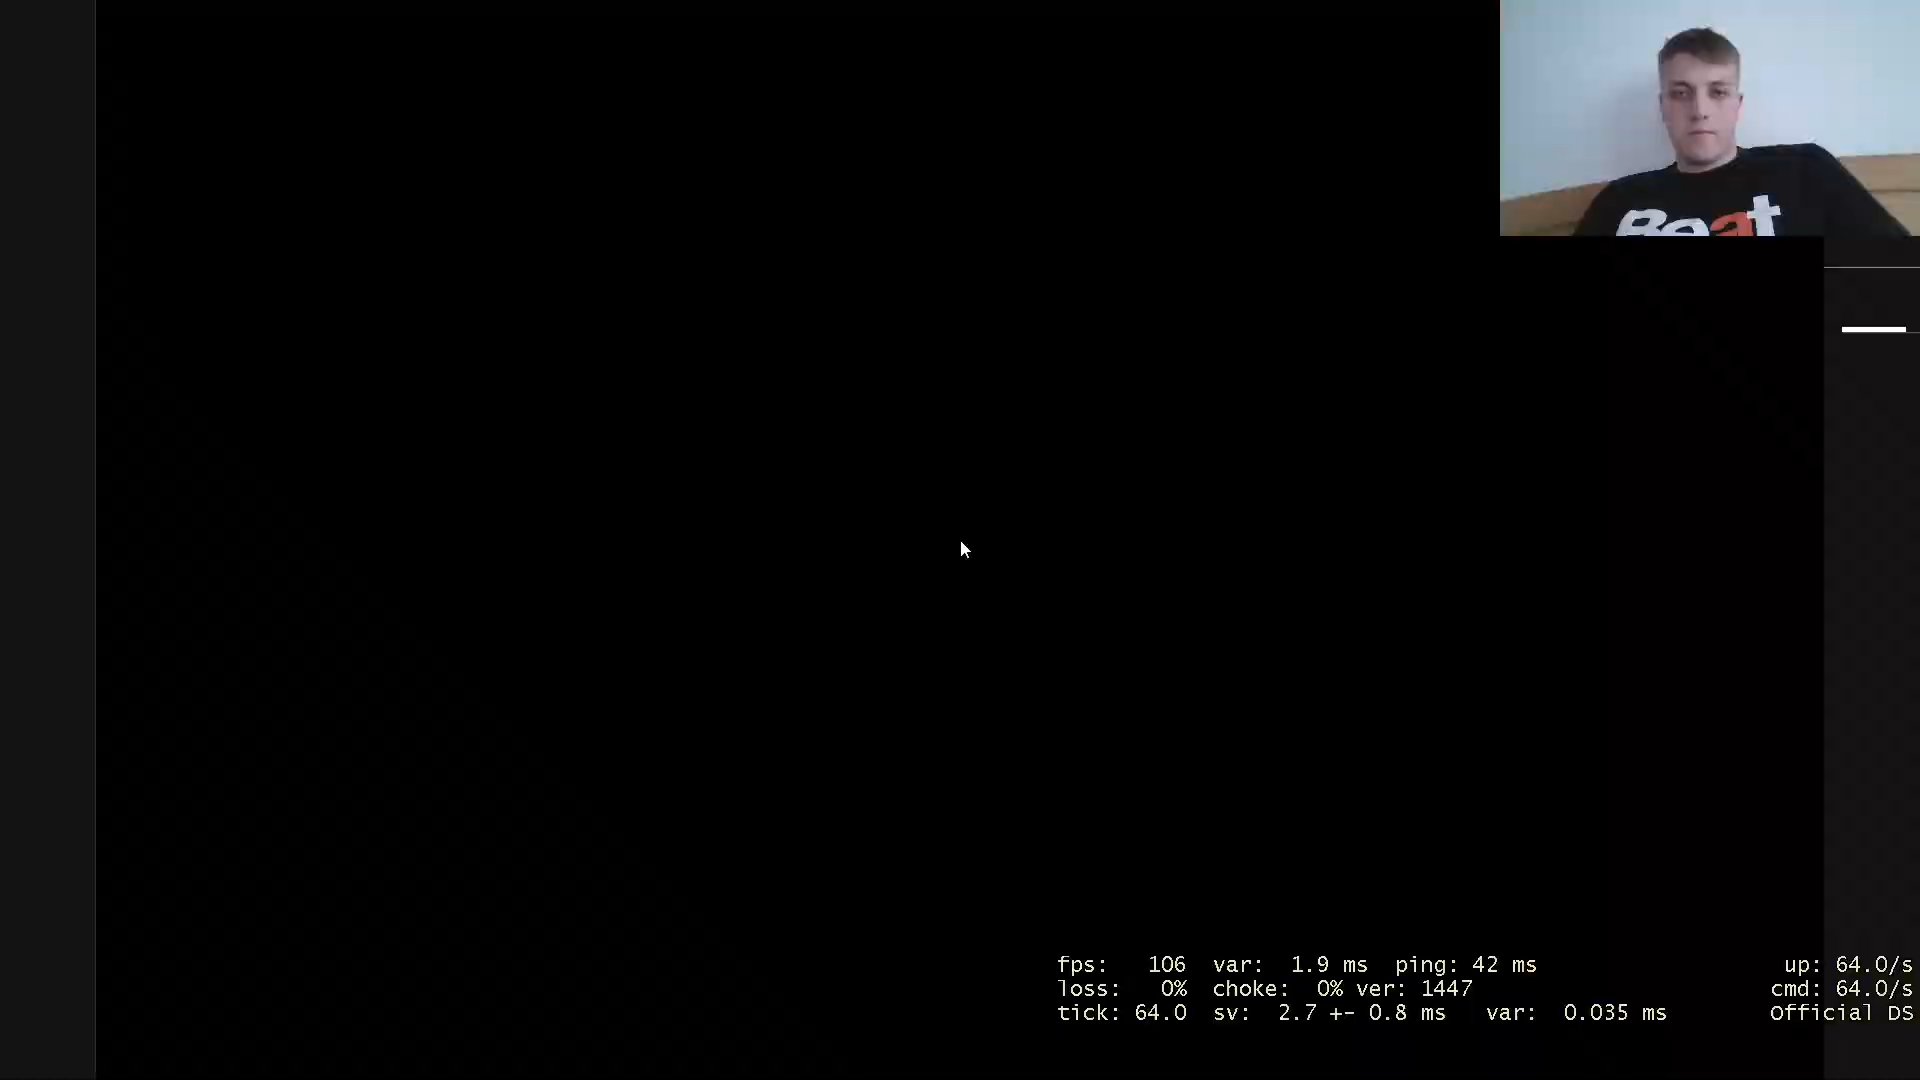 Beat
fps: 106 var: 1.9 ms ping: 42 ms up: 64.0/s
loss: 0% choke: 0% ver: 1447 cmd: 64.0/s
tick: 64.0 sv: 2.7 +- 0.8 ms var: 0.035 ms Official DS